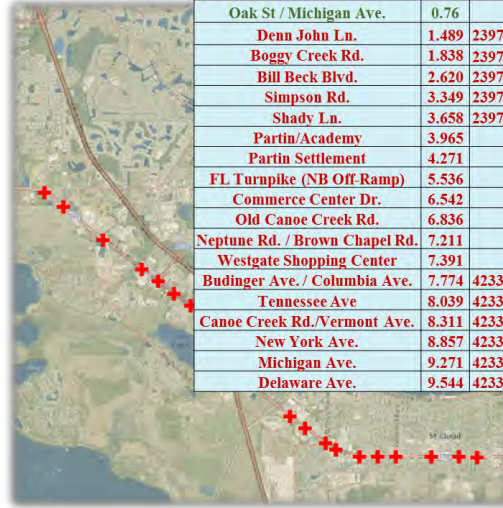 Oak St / Michigan Ave. 0.76
Denn John Ln. 1.489 2397
Boggy Creek Rd. 1.838 2397
Bill Beck Blvd. 2.620 2397
Simpson Rd. 3.349 2397
Shady Ln. 3.658 2397
Partin/Academy 3.965
Partin Settlement 4.271
FL Turnpike (NB Off-Ramp) 5.536
Commerce Center Dr. 6.542
Old Canoe Creek Rd. 6.836
Neptune Rd. / Brown Chapel Rd. 7.211
Westgate Shopping Center 7.391
Budinger Ave. / Columbia Ave. 7.774 4233
Tennessee Ave 8.039 4233
Canoe Creek Rd./Vermont Ave. 8.311 4233
New York Ave. 8.857 4233
Michigan Ave. 9.271 4233
Delaware Ave. 9.544 4233
St Cloud